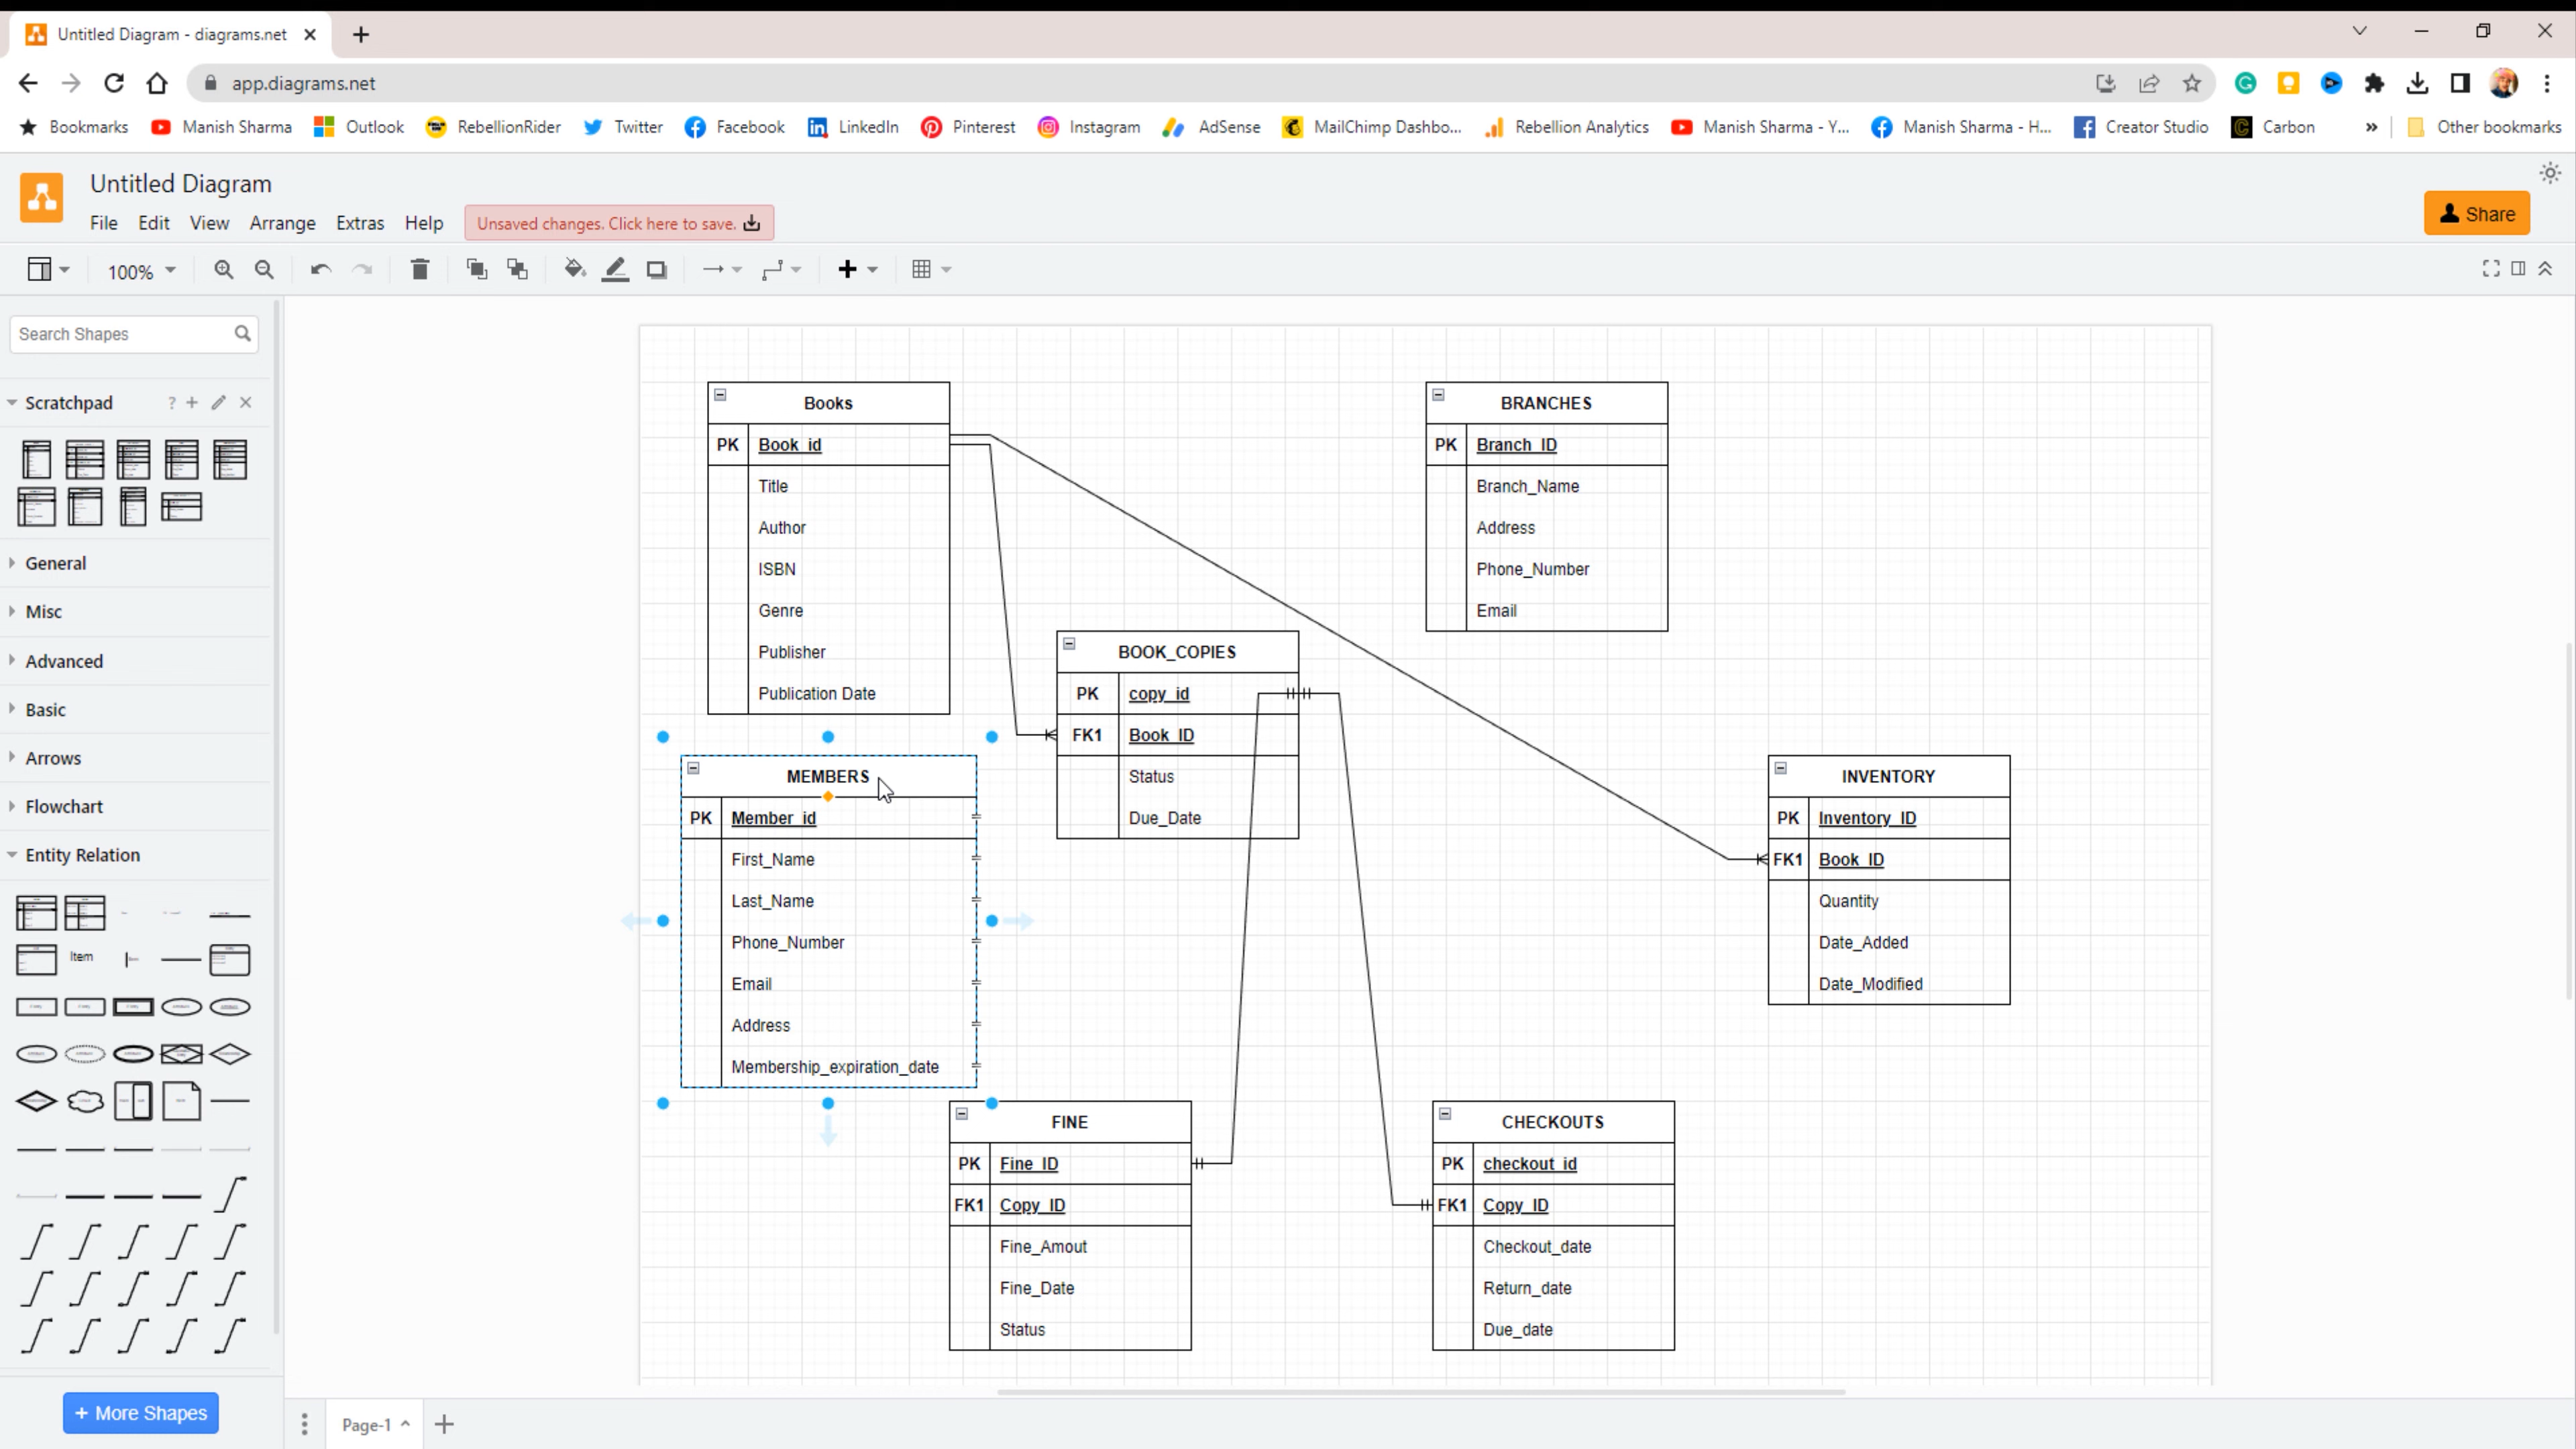 Untitled Diagram - diagrams.net
app.diagrams.net
Bookmarks Manish Sharma Outlook RebellionRider Twitter Facebook LinkedIn Pinterest Instagram AdSense MailChimp Dashbo... Rebellion Analytics Manish Sharma - Y... Manish Sharma - H... Creator Studio Carbon » Other bookmarks
Untitled Diagram
File Edit View Arrange Extras Help Unsaved changes. Click here to save.
Share
100%
Search Shapes
Scratchpad ?
General
Misc
Advanced
Basic
Arrows
Flowchart
Entity Relation
Item
+ More Shapes
Books
PK Book_id
Title
Author
ISBN
Genre
Publisher
Publication Date
BRANCHES
PK Branch_ID
Branch_Name
Address
Phone_Number
Email
BOOK_COPIES
PK copy_id
FK1 Book_ID
Status
Due_Date
MEMBERS
PK Member_id
First_Name
Last_Name
Phone_Number
Email
Address
Membership_expiration_date
INVENTORY
PK Inventory_ID
FK1 Book_ID
Quantity
Date_Added
Date_Modified
FINE
PK Fine_ID
FK1 Copy_ID
Fine_Amout
Fine_Date
Status
CHECKOUTS
PK checkout_id
FK1 Copy_ID
Checkout_date
Return_date
Due_date
Page-1